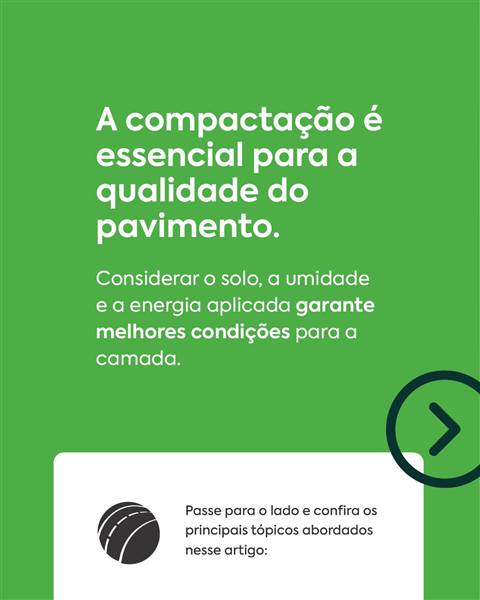 A compactação é
essencial para a
qualidade do
pavimento.
Considerar o solo, a umidade
e a energia aplicada garante
melhores condições para a
camada.
Passe para o lado e confira os
principais tópicos abordados
nesse artigo: